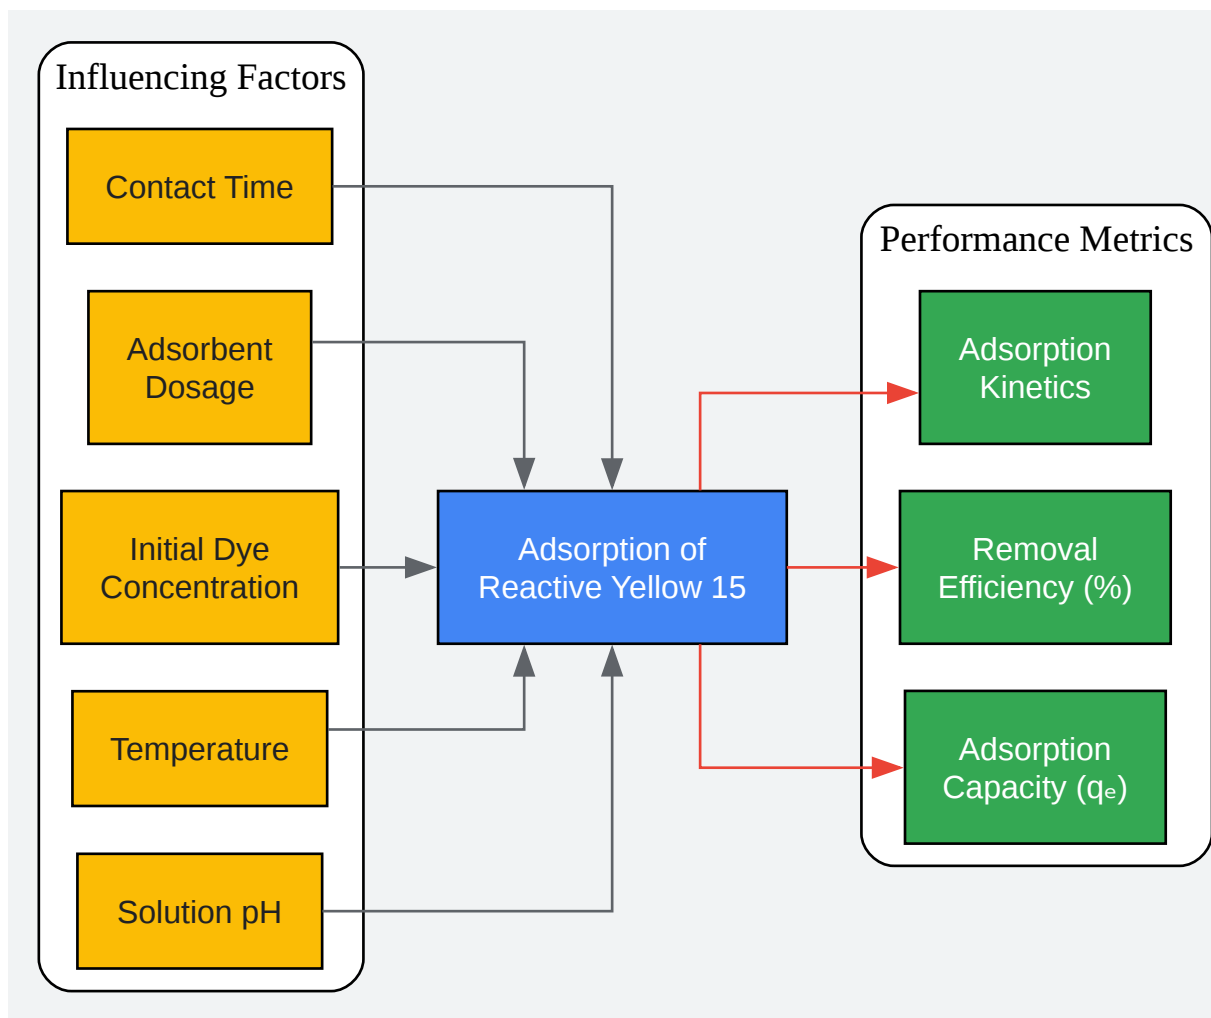 Influencing Factors
Contact Time
Adsorbent
Dosage
Initial Dye
Concentration
Temperature
Solution pH
Adsorption of
Reactive Yellow 15
Performance Metrics
Adsorption
Kinetics
Removal
Efficiency (%)
Adsorption
Capacity (qₑ)